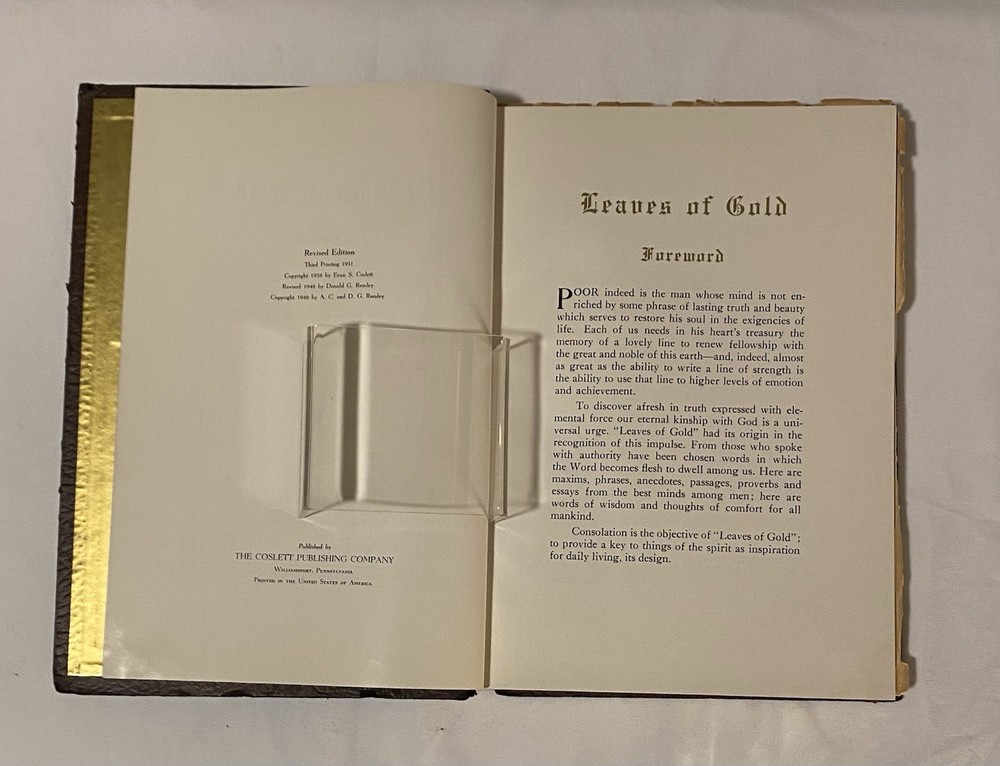 Revised Edition
Third Printing 1951
Copyright 1938 by Evan S. Coslett
Revised 1948 by Donald G. Remley
Copyright 1948 by A. C. and D. G. Remley
Published by
THE COSLETT PUBLISHING COMPANY
Williamsport, Pennsylvania
Printed in the United States of America
Leaves of Gold
Foreword
POOR indeed is the man whose mind is not en-
riched by some phrase of lasting truth and beauty
which serves to restore his soul in the exigencies of
life. Each of us needs in his heart's treasury the
memory of a lovely line to renew fellowship with
the great and noble of this earth—and, indeed, almost
as great as the ability to write a line of strength is
the ability to use that line to higher levels of emotion
and achievement.
To discover afresh in truth expressed with ele-
mental force our eternal kinship with God is a uni-
versal urge. "Leaves of Gold" had its origin in the
recognition of this impulse. From those who spoke
with authority have been chosen words in which
the Word becomes flesh to dwell among us. Here are
maxims, phrases, anecdotes, passages, proverbs and
essays from the best minds among men; here are
words of wisdom and thoughts of comfort for all
mankind.
Consolation is the objective of "Leaves of Gold";
to provide a key to things of the spirit as inspiration
for daily living, its design.